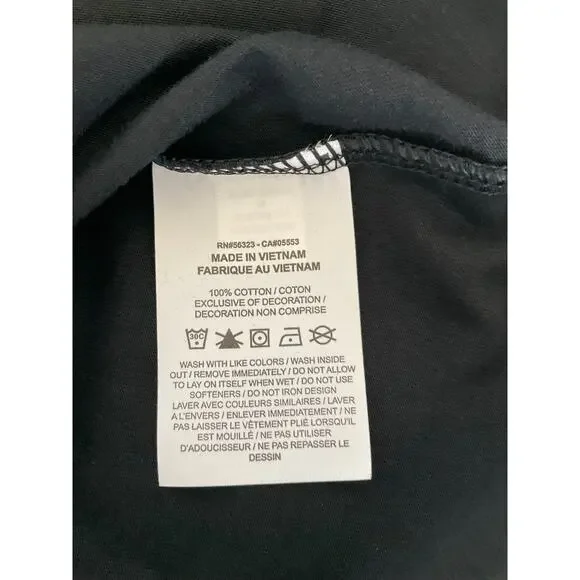 RN#56323 - CA#05553
MADE IN VIETNAM
FABRIQUE AU VIETNAM
100% COTTON / COTON
EXCLUSIVE OF DECORATION /
DECORATION NON COMPRISE
30C
WASH WITH LIKE COLORS / WASH INSIDE
OUT / REMOVE IMMEDIATELY / DO NOT ALLOW
TO LAY ON ITSELF WHEN WET / DO NOT USE
SOFTENERS / DO NOT IRON DESIGN
LAVER AVEC COULEURS SIMILAIRES / LAVER
A L'ENVERS / ENLEVER IMMEDIATEMENT / NE
PAS LAISSER LE VÊTEMENT PLIÉ LORSQU'IL
EST MOUILLÉ / NE PAS UTILISER
D'ADOUCISSEUR / NE PAS REPASSER LE
DESSIN